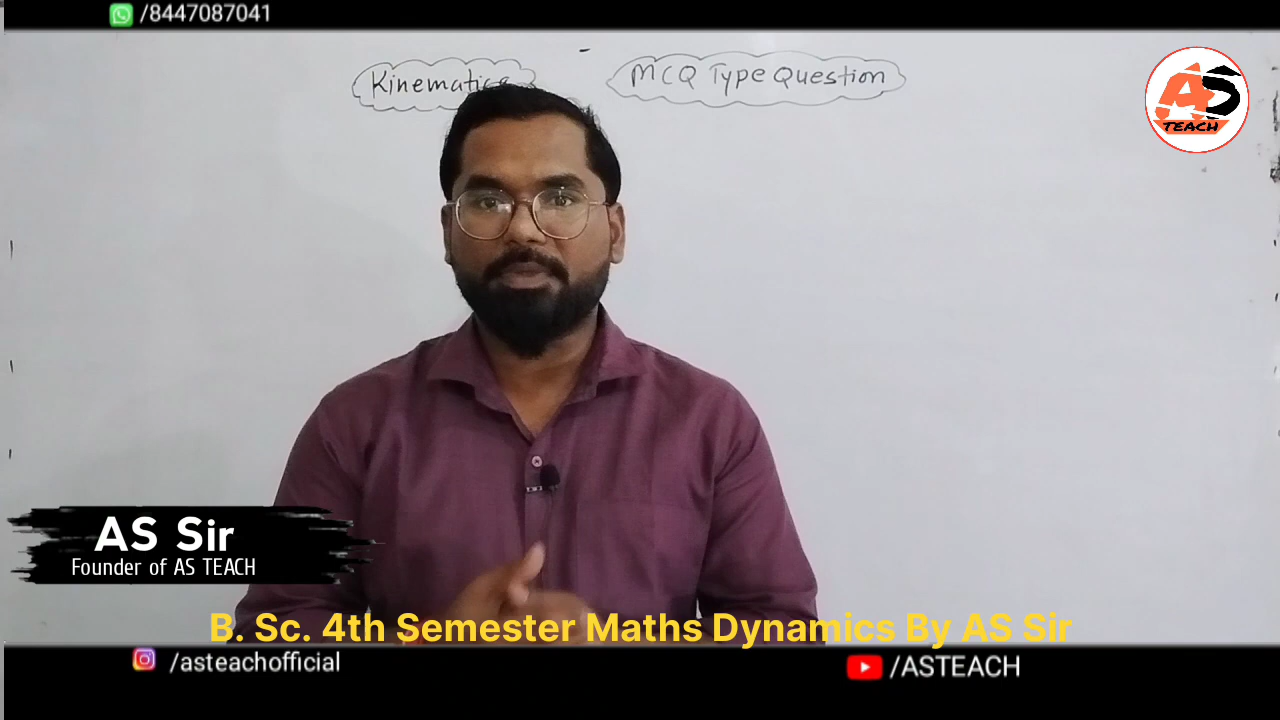 /8447087041
Kinematics
MCQ Type Question
AS
TEACH
AS Sir
Founder of AS TEACH
B. Sc. 4th Semester Maths Dynamics By AS Sir
/asteachofficial
/ASTEACH